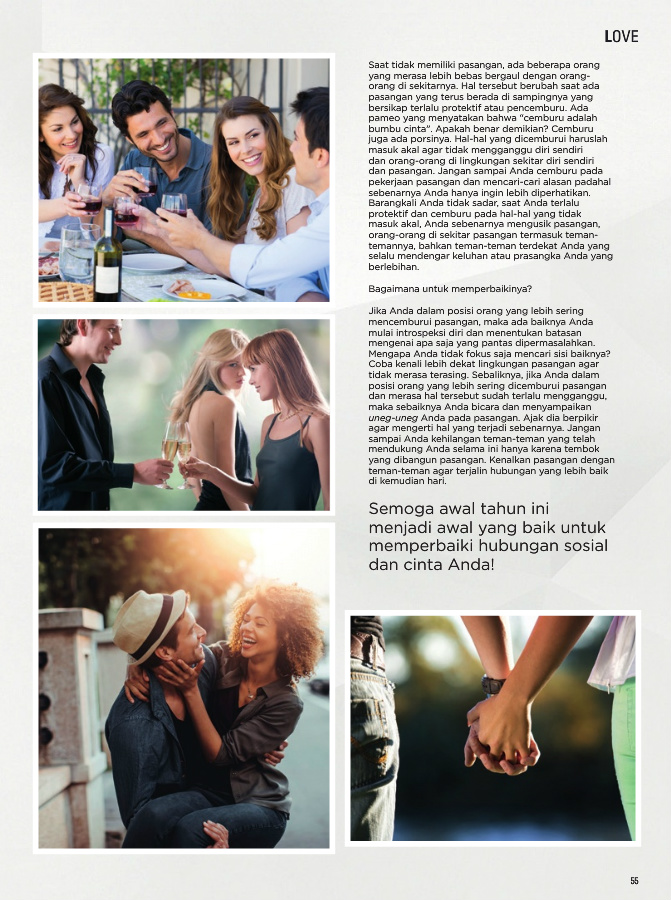 LOVE
Saat tidak memiliki pasangan, ada beberapa orang
yang merasa lebih bebas bergaul dengan orang-
orang di sekitarnya. Hal tersebut berubah saat ada
pasangan yang terus berada di sampingnya yang
bersikap terlalu protektif atau pencemburu. Ada
pameo yang menyatakan bahwa “cemburu adalah
bumbu cinta”. Apakah benar demikian? Cemburu
juga ada porsinya. Hal-hal yang dicemburui haruslah
masuk akal agar tidak mengganggu diri sendiri
dan orang-orang di lingkungan sekitar diri sendiri
dan pasangan. Jangan sampai Anda cemburu pada
pekerjaan pasangan dan mencari-cari alasan padahal
sebenarnya Anda hanya ingin lebih diperhatikan.
Barangkali Anda tidak sadar, saat Anda terlalu
protektif dan cemburu pada hal-hal yang tidak
masuk akal, Anda sebenarnya mengusik pasangan,
orang-orang di sekitar pasangan termasuk teman-
temannya, bahkan teman-teman terdekat Anda yang
selalu mendengar keluhan atau prasangka Anda yang
berlebihan.
Bagaimana untuk memperbaikinya?
Jika Anda dalam posisi orang yang lebih sering
mencemburui pasangan, maka ada baiknya Anda
mulai introspeksi diri dan menentukan batasan
mengenai apa saja yang pantas dipermasalahkan.
Mengapa Anda tidak fokus saja mencari sisi baiknya?
Coba kenali lebih dekat lingkungan pasangan agar
tidak merasa terasing. Sebaliknya, jika Anda dalam
posisi orang yang lebih sering dicemburui pasangan
dan merasa hal tersebut sudah terlalu mengganggu,
maka sebaiknya Anda bicara dan menyampaikan
uneg-uneg Anda pada pasangan. Ajak dia berpikir
agar mengerti hal yang terjadi sebenarnya. Jangan
sampai Anda kehilangan teman-teman yang telah
mendukung Anda selama ini hanya karena tembok
yang dibangun pasangan. Kenalkan pasangan dengan
teman-teman agar terjalin hubungan yang lebih baik
di kemudian hari.
Semoga awal tahun ini
menjadi awal yang baik untuk
memperbaiki hubungan sosial
dan cinta Anda!
55